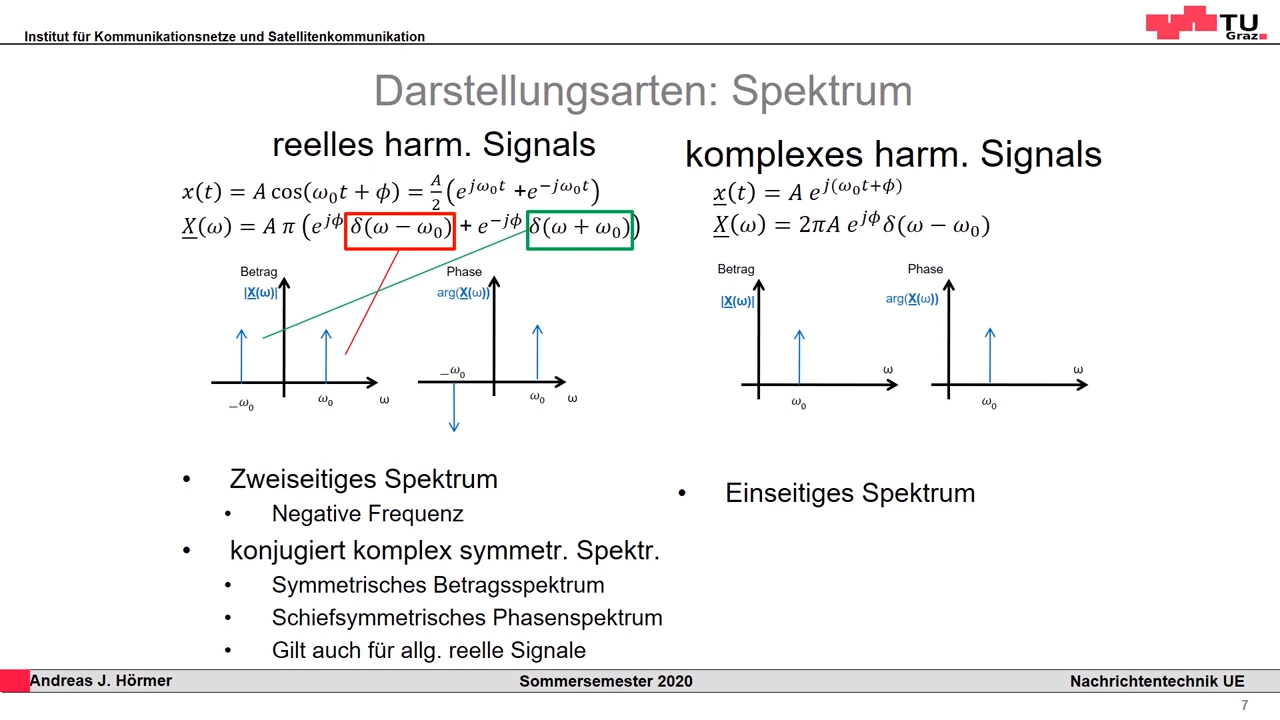 Institut für Kommunikationsnetze und Satellitenkommunikation
TU
Graz
Darstellungsarten: Spektrum
reelles harm. Signals
x(t) = A cos(ω₀t + ϕ) = A/2 (e^{jω₀t} +e^{−jω₀t})
X(ω) = A π (e^{jϕ} δ(ω − ω₀) + e^{−jϕ} δ(ω + ω₀))
Betrag
|X(ω)|
−ω₀
ω₀
ω
Phase
arg(X(ω))
−ω₀
ω₀
ω
• Zweiseitiges Spektrum
• Negative Frequenz
• konjugiert komplex symmetr. Spektr.
• Symmetrisches Betragsspektrum
• Schiefsymmetrisches Phasenspektrum
• Gilt auch für allg. reelle Signale
komplexes harm. Signals
x(t) = A e^{j(ω₀t+ϕ)}
X(ω) = 2πA e^{jϕ}δ(ω − ω₀)
Betrag
|X(ω)|
ω
ω₀
Phase
arg(X(ω))
ω
ω₀
• Einseitiges Spektrum
Andreas J. Hörmer
Sommersemester 2020
Nachrichtentechnik UE
7